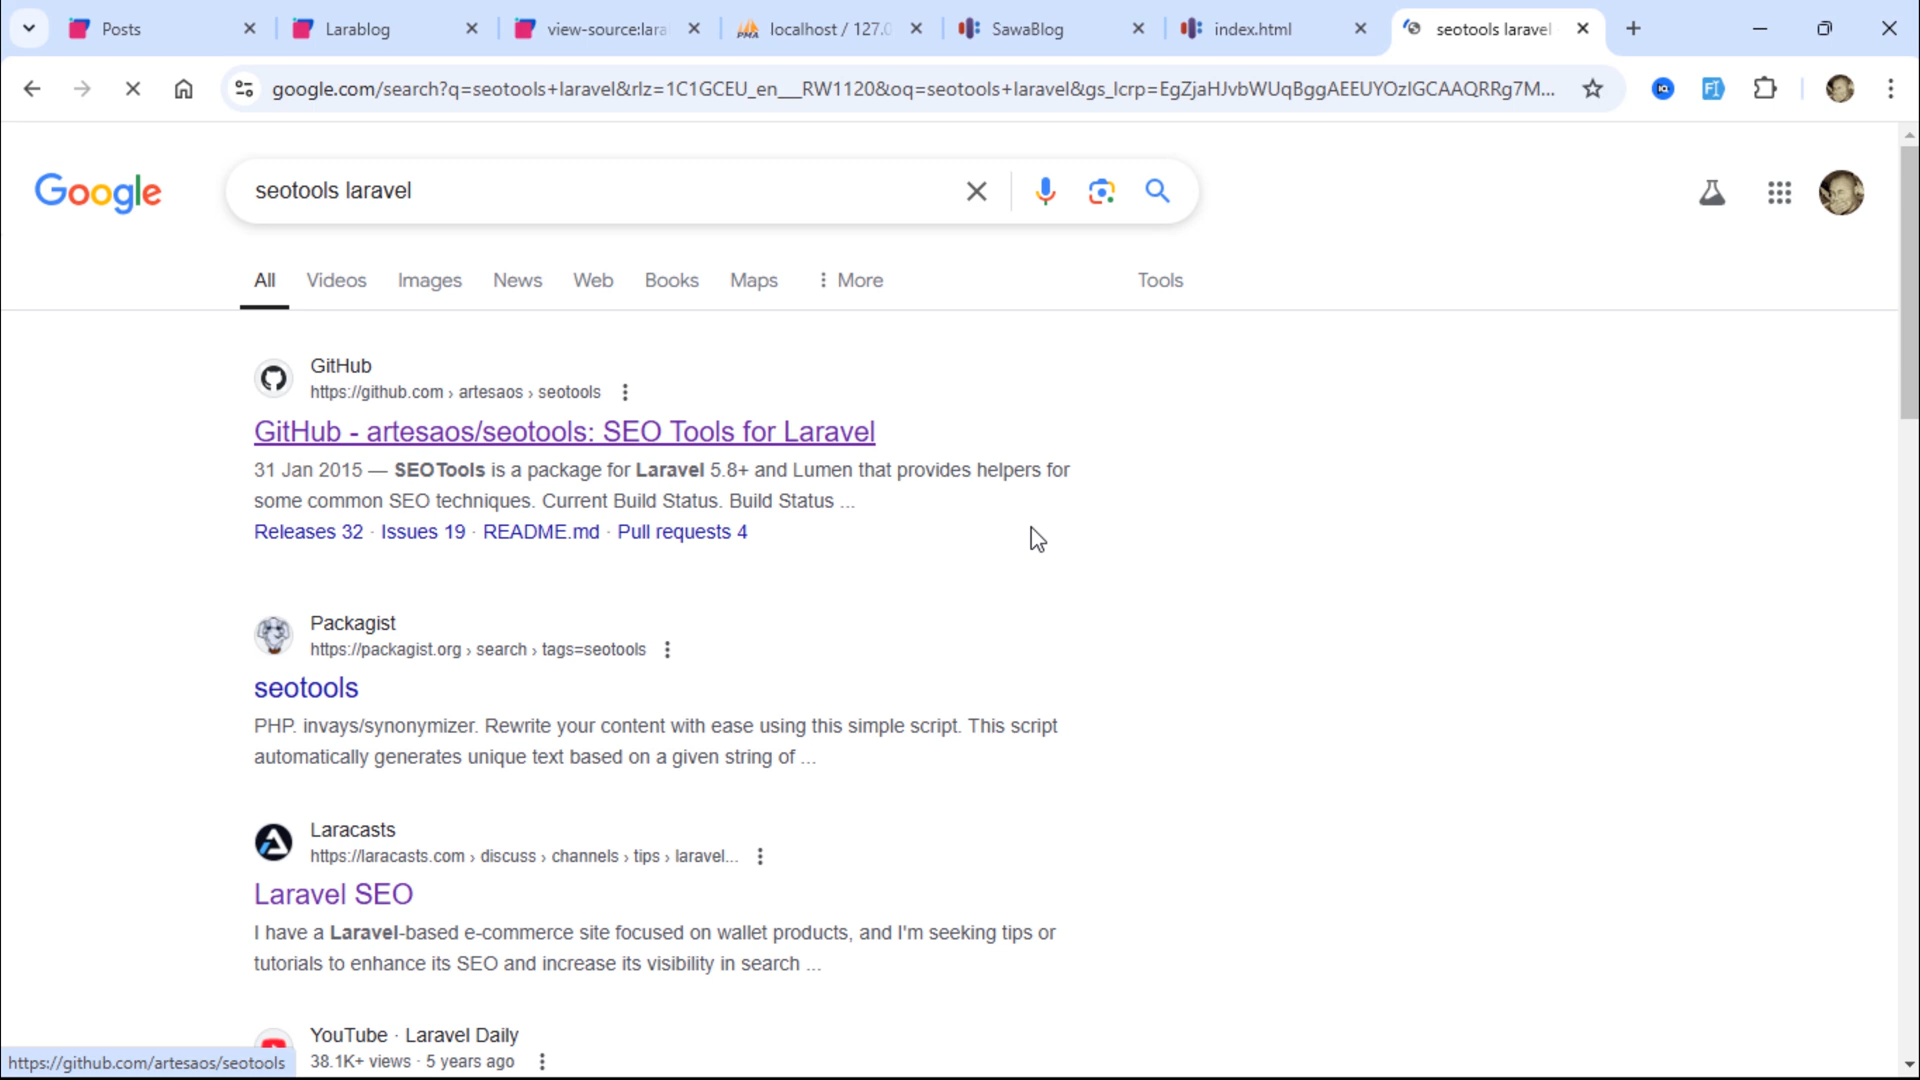 Posts
Larablog
view-source:lara
localhost / 127.0
SawaBlog
index.html
seotools laravel
google.com/search?q=seotools+laravel&rlz=1C1GCEU_en___RW1120&oq=seotools+laravel&gs_lcrp=EgZjaHJvbWUqBggAEEUYOzIGCAAQRRg7M...
Google
seotools laravel
All
Videos
Images
News
Web
Books
Maps
More
Tools
GitHub
https://github.com › artesaos › seotools
GitHub - artesaos/seotools: SEO Tools for Laravel
31 Jan 2015 — SEOTools is a package for Laravel 5.8+ and Lumen that provides helpers for
some common SEO techniques. Current Build Status. Build Status ...
Releases 32 · Issues 19 · README.md · Pull requests 4
Packagist
https://packagist.org › search › tags=seotools
seotools
PHP. invays/synonymizer. Rewrite your content with ease using this simple script. This script
automatically generates unique text based on a given string of ...
Laracasts
https://laracasts.com › discuss › channels › tips › laravel...
Laravel SEO
I have a Laravel-based e-commerce site focused on wallet products, and I'm seeking tips or
tutorials to enhance its SEO and increase its visibility in search ...
YouTube · Laravel Daily
38.1K+ views · 5 years ago
https://github.com/artesaos/seotools